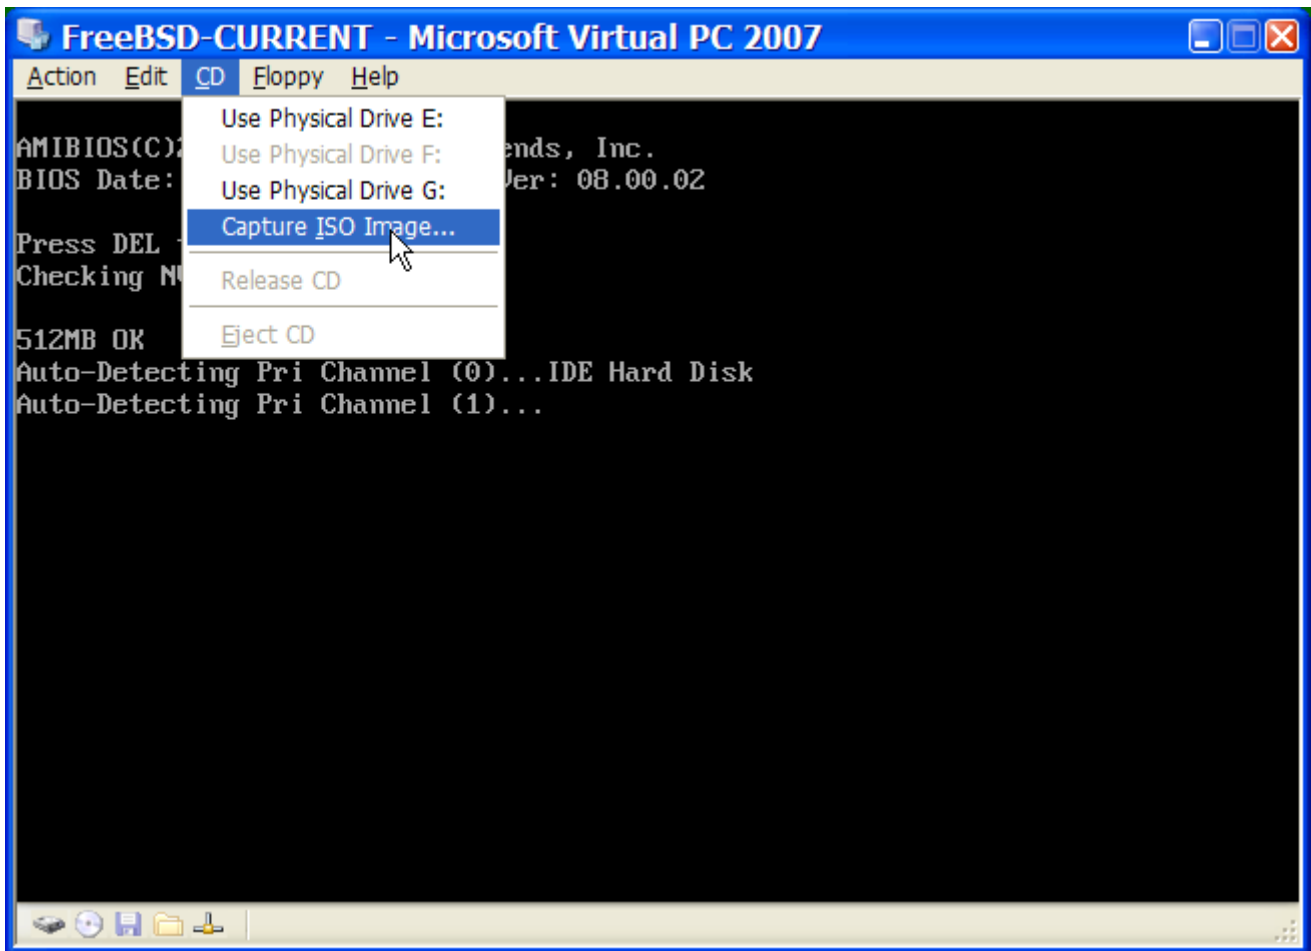 FreeBSD-CURRENT - Microsoft Virtual PC 2007
Action Edit CD Floppy Help
Use Physical Drive E:
Use Physical Drive F:
Use Physical Drive G:
Capture ISO Image...
Release CD
Eject CD
AMIBIOS(C) ends, Inc.
BIOS Date: Ver: 08.00.02
Press DEL
Checking
512MB OK
Auto-Detecting Pri Channel (0)...IDE Hard Disk
Auto-Detecting Pri Channel (1)...